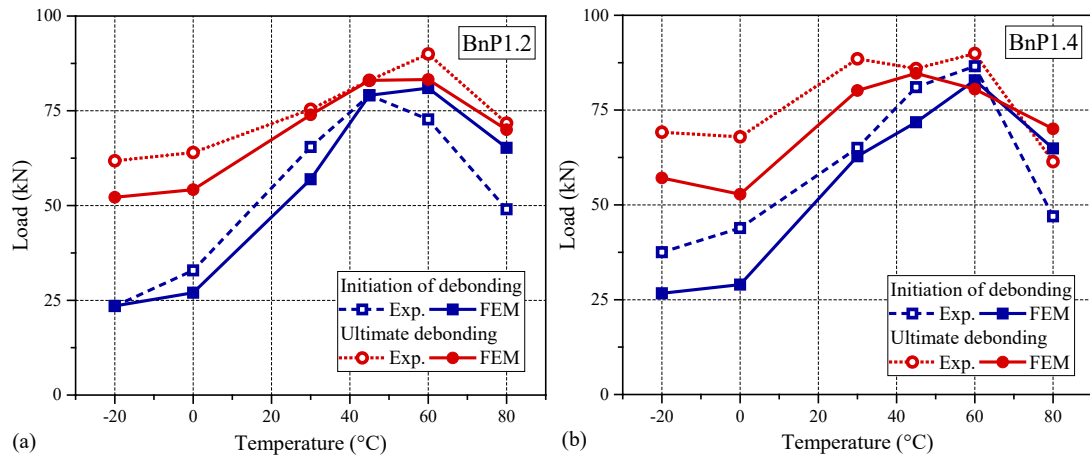 BnP1.2
Load (kN)
100
75
50
25
0
Initiation of debonding
Exp. FEM
Ultimate debonding
Exp. FEM
-20 0 20 40 60 80
(a) Temperature (°C)
BnP1.4
Load (kN)
100
75
50
25
0
Initiation of debonding
Exp. FEM
Ultimate debonding
Exp. FEM
-20 0 20 40 60 80
(b) Temperature (°C)